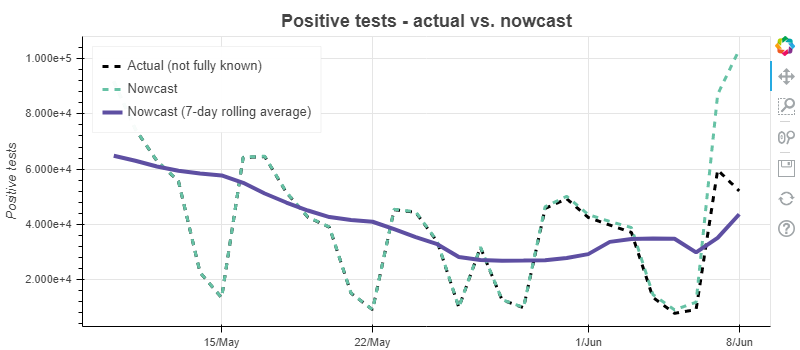 Positive tests - actual vs. nowcast
Actual (not fully known)
Nowcast
Nowcast (7-day rolling average)
Positive tests
1.000e+5
8.000e+4
6.000e+4
4.000e+4
2.000e+4
15/May
22/May
1/Jun
8/Jun